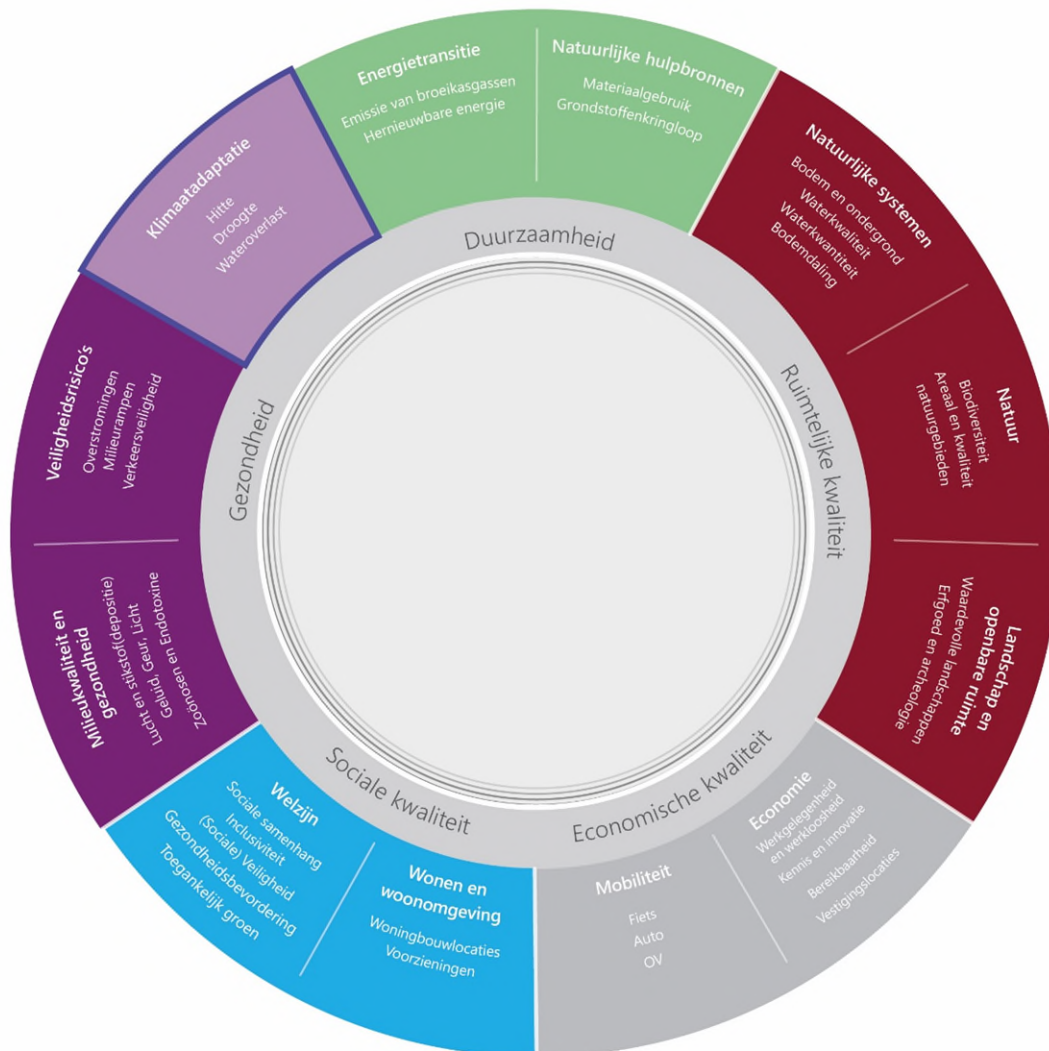 Energietransitie
Emissie van broeikasgassen
Hernieuwbare energie
Natuurlijke hulpbronnen
Materiaalgebruik
Grondstoffenkringloop
Natuurlijke systemen
Bodem en ondergrond
Waterkwaliteit
Waterkwantiteit
Bodemdaling
Natuur
Biodiversiteit
Areaal en kwaliteit
natuurgebieden
Landschap en
openbare ruimte
Waardevolle landschappen
Erfgoed en archeologie
Economie
Werkgelegenheid
en werkloosheid
Kennis en innovatie
Bereikbaarheid
Vestigingslocaties
Mobiliteit
Fiets
Auto
OV
Wonen en
woonomgeving
Woningbouwlocaties
Voorzieningen
Welzijn
Sociale samenhang
Inclusiviteit
(Sociale) Veiligheid
Gezondheidsbevordering
Toegankelijk groen
Milieukwaliteit en
gezondheid
Lucht en stikstof(depositie)
Geluid, Geur, Licht
Zoönosen en Endotoxine
Veiligheidsrisico's
Overstromingen
Milieurampen
Verkeersveiligheid
Klimaatadaptatie
Hitte
Droogte
Wateroverlast
Duurzaamheid
Ruimtelijke kwaliteit
Economische kwaliteit
Sociale kwaliteit
Gezondheid